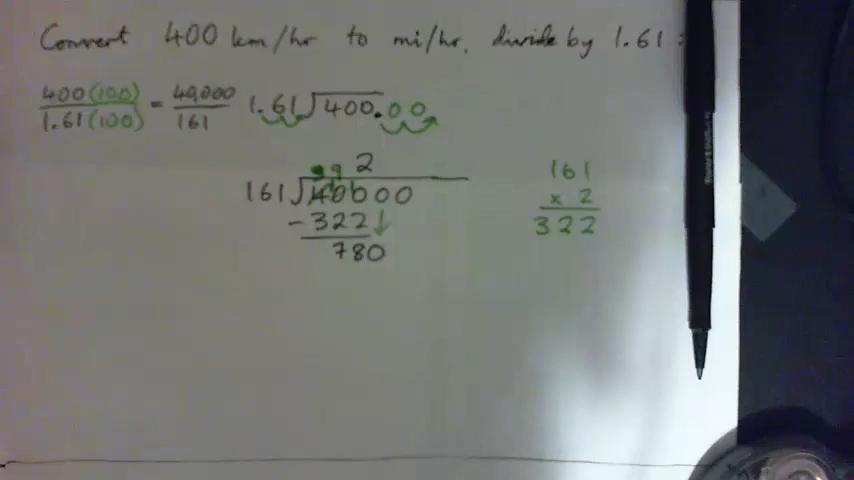 Convert 400 km/hr to mi/hr, divide by 1.61:
400(100) / 1.61(100) = 40,000 / 161 1.61)400.00
2
161)40000 161
-322 x 2
780 322